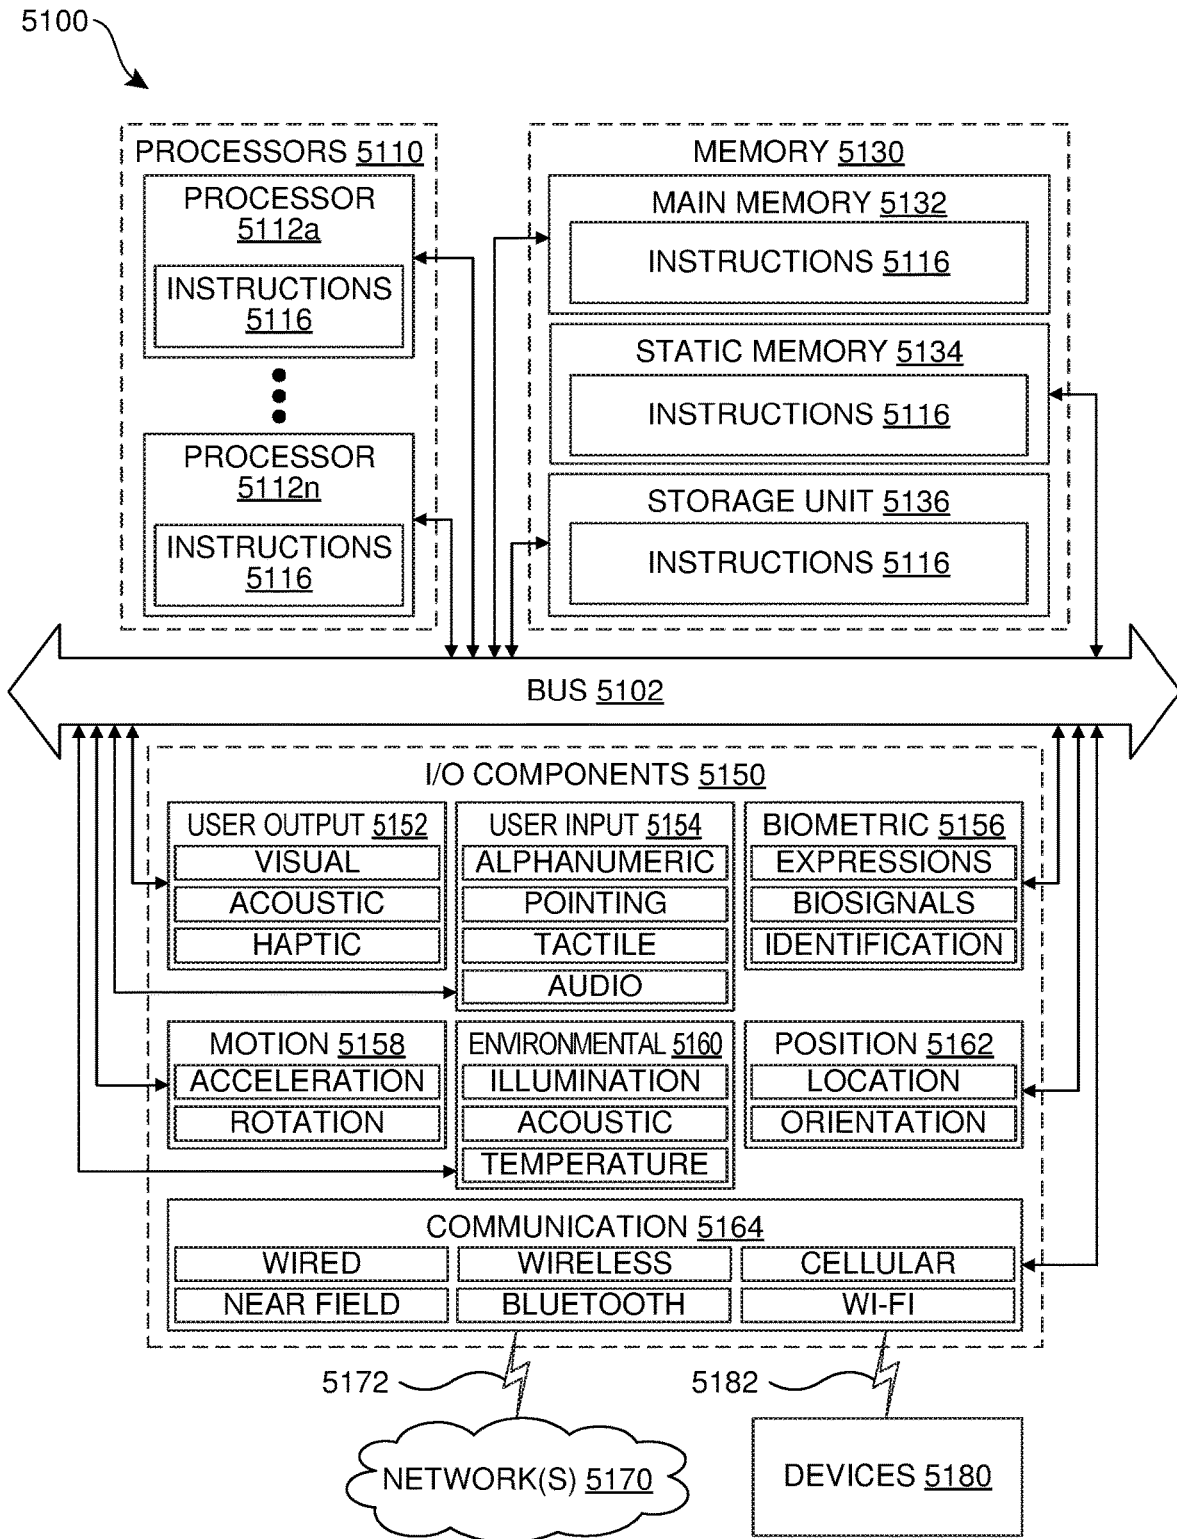 5100
PROCESSORS 5110
PROCESSOR
5112a
INSTRUCTIONS
5116
PROCESSOR
5112n
INSTRUCTIONS
5116
MEMORY 5130
MAIN MEMORY 5132
INSTRUCTIONS 5116
STATIC MEMORY 5134
INSTRUCTIONS 5116
STORAGE UNIT 5136
INSTRUCTIONS 5116
BUS 5102
I/O COMPONENTS 5150
USER OUTPUT 5152
VISUAL
ACOUSTIC
HAPTIC
USER INPUT 5154
ALPHANUMERIC
POINTING
TACTILE
AUDIO
BIOMETRIC 5156
EXPRESSIONS
BIOSIGNALS
IDENTIFICATION
MOTION 5158
ACCELERATION
ROTATION
ENVIRONMENTAL 5160
ILLUMINATION
ACOUSTIC
TEMPERATURE
POSITION 5162
LOCATION
ORIENTATION
COMMUNICATION 5164
WIRED
WIRELESS
CELLULAR
NEAR FIELD
BLUETOOTH
WI-FI
5172
5182
NETWORK(S) 5170
DEVICES 5180